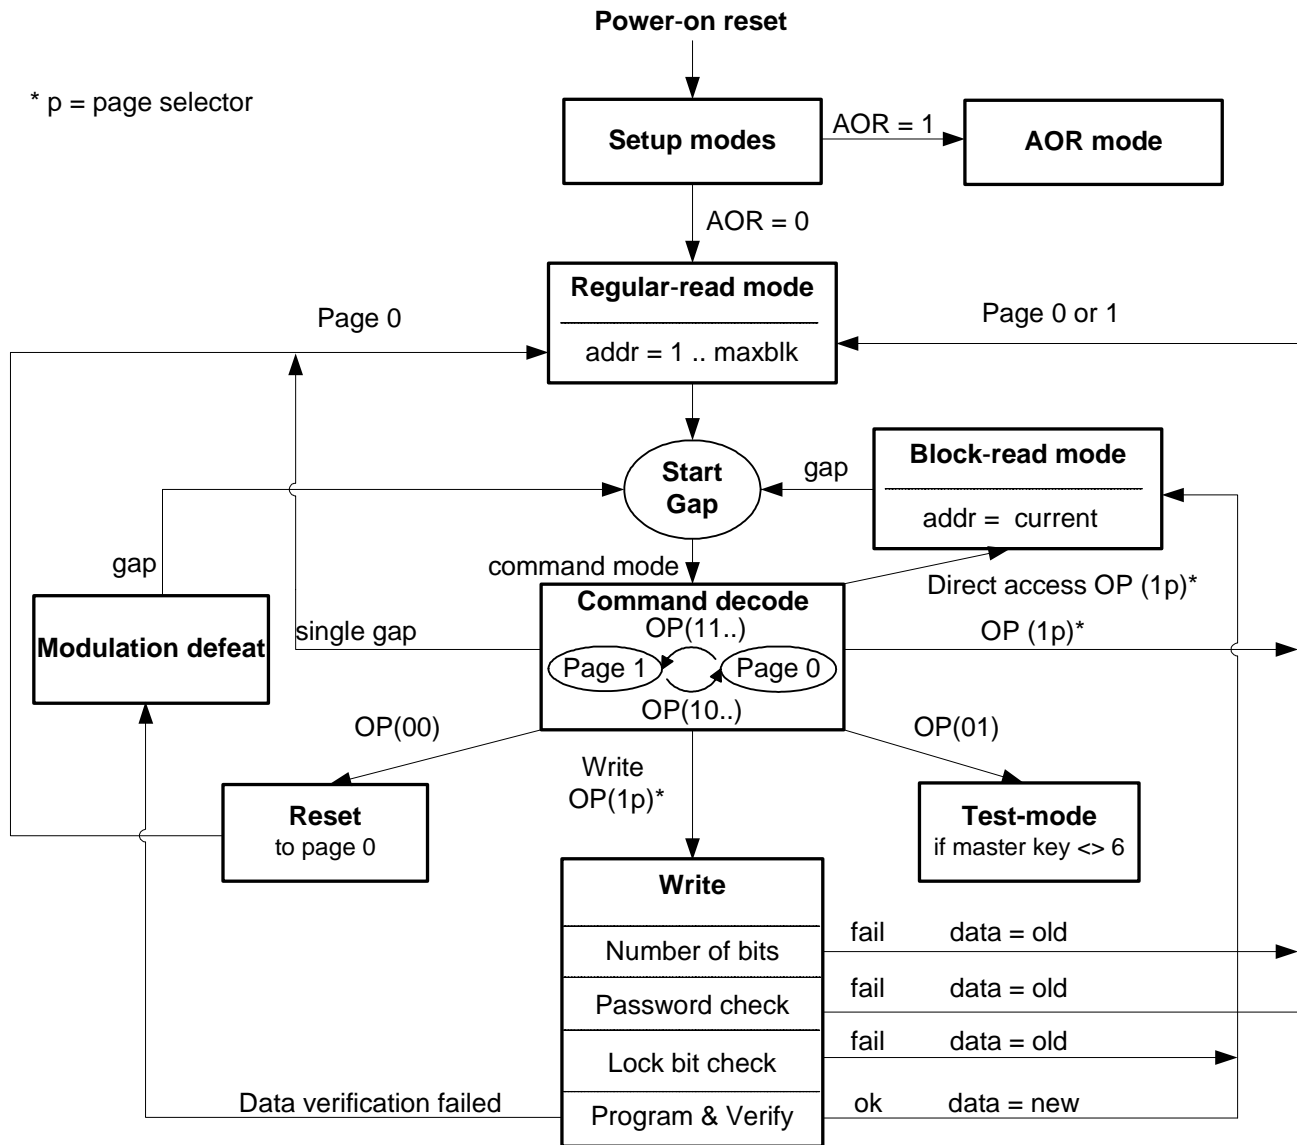 Power-on reset
* p = page selector
Setup modes
AOR = 1
AOR mode
AOR = 0
Regular-read mode
addr = 1 .. maxblk
Page 0
Page 0 or 1
Start
Gap
gap
Block-read mode
addr =  current
gap
command mode
Direct access OP (1p)*
Modulation defeat
single gap
Command decode
OP(11..)
Page 1
Page 0
OP(10..)
OP (1p)*
OP(00)
Write
OP(1p)*
OP(01)
Reset
to page 0
Test-mode
if master key <> 6
Write
Number of bits
fail
data = old
Password check
fail
data = old
Lock bit check
fail
data = old
Data verification failed
Program & Verify
ok
data = new